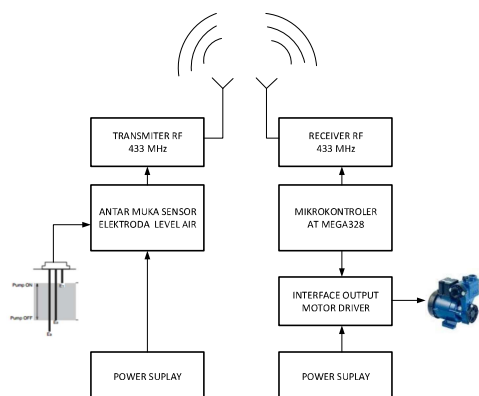 TRANSMITER RF
433 MHz
RECEIVER RF
433 MHz
ANTAR MUKA SENSOR
ELEKTRODA LEVEL AIR
MIKROKONTROLER
AT MEGA328
Pump ON
Pump OFF
INTERFACE OUTPUT
MOTOR DRIVER
POWER SUPLAY
POWER SUPLAY